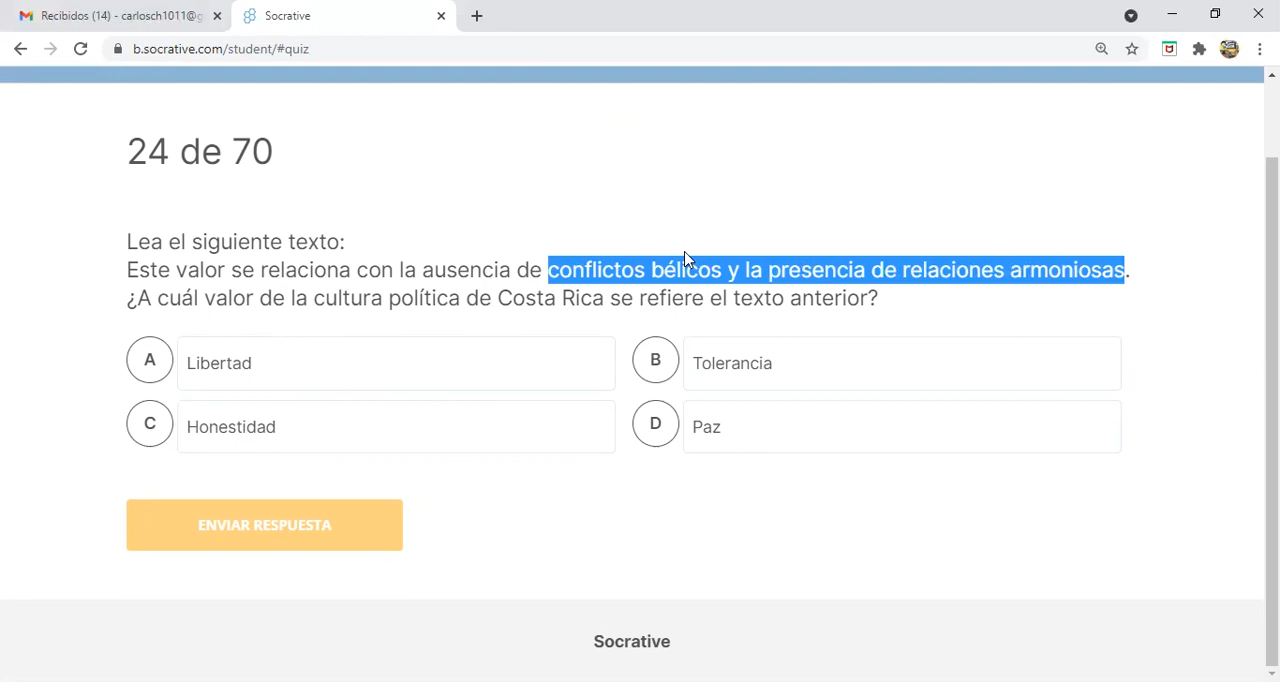 Recibidos (14) - carlosch1011@g
Socrative
b.socrative.com/student/#quiz
24 de 70
Lea el siguiente texto:
Este valor se relaciona con la ausencia de conflictos bélicos y la presencia de relaciones armoniosas.
¿A cuál valor de la cultura política de Costa Rica se refiere el texto anterior?
A Libertad
B Tolerancia
C Honestidad
D Paz
ENVIAR RESPUESTA
Socrative